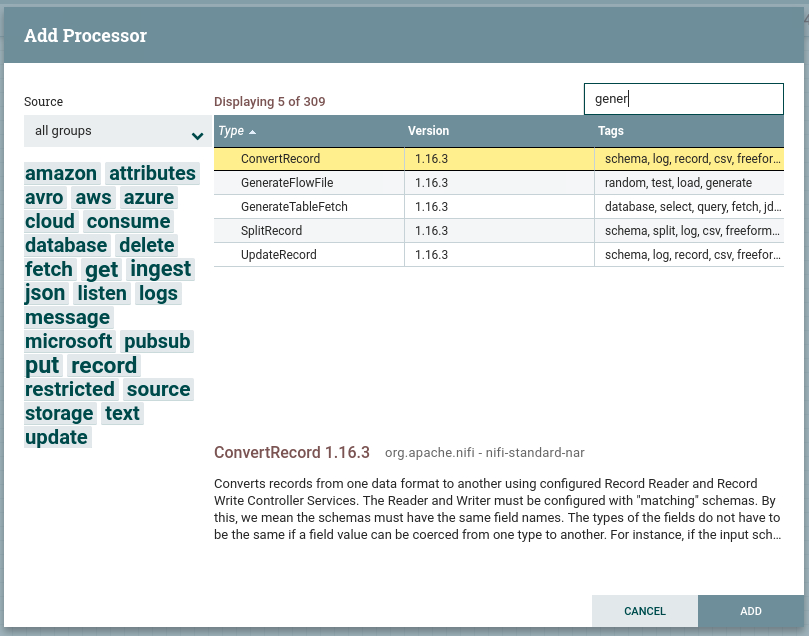 Add Processor
Source
Displaying 5 of 309
gener
all groups
Type Version Tags
ConvertRecord 1.16.3 schema, log, record, csv, freefor...
GenerateFlowFile 1.16.3 random, test, load, generate
GenerateTableFetch 1.16.3 database, select, query, fetch, jd...
SplitRecord 1.16.3 schema, split, log, csv, freeform...
UpdateRecord 1.16.3 schema, log, record, csv, freefor...
amazon attributes
avro aws azure
cloud consume
database delete
fetch get ingest
json listen logs
message
microsoft pubsub
put record
restricted source
storage text
update
ConvertRecord 1.16.3 org.apache.nifi - nifi-standard-nar
Converts records from one data format to another using configured Record Reader and Record
Write Controller Services. The Reader and Writer must be configured with "matching" schemas. By
this, we mean the schemas must have the same field names. The types of the fields do not have to
be the same if a field value can be coerced from one type to another. For instance, if the input sch...
CANCEL ADD